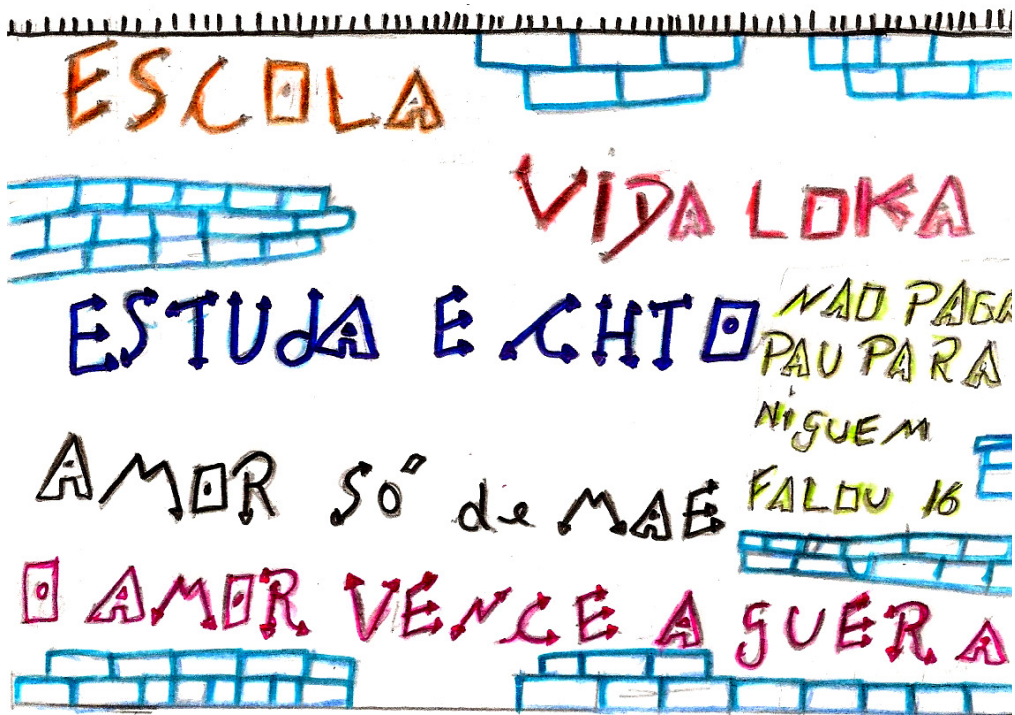 ESCOLA
VIDA LOKA
ESTUDA E CHTO
NAO PAGA
PAU PARA
NiGUEM
FALOU 16
AMOR SÓ de MAE
O AMOR VENCE A GUERA